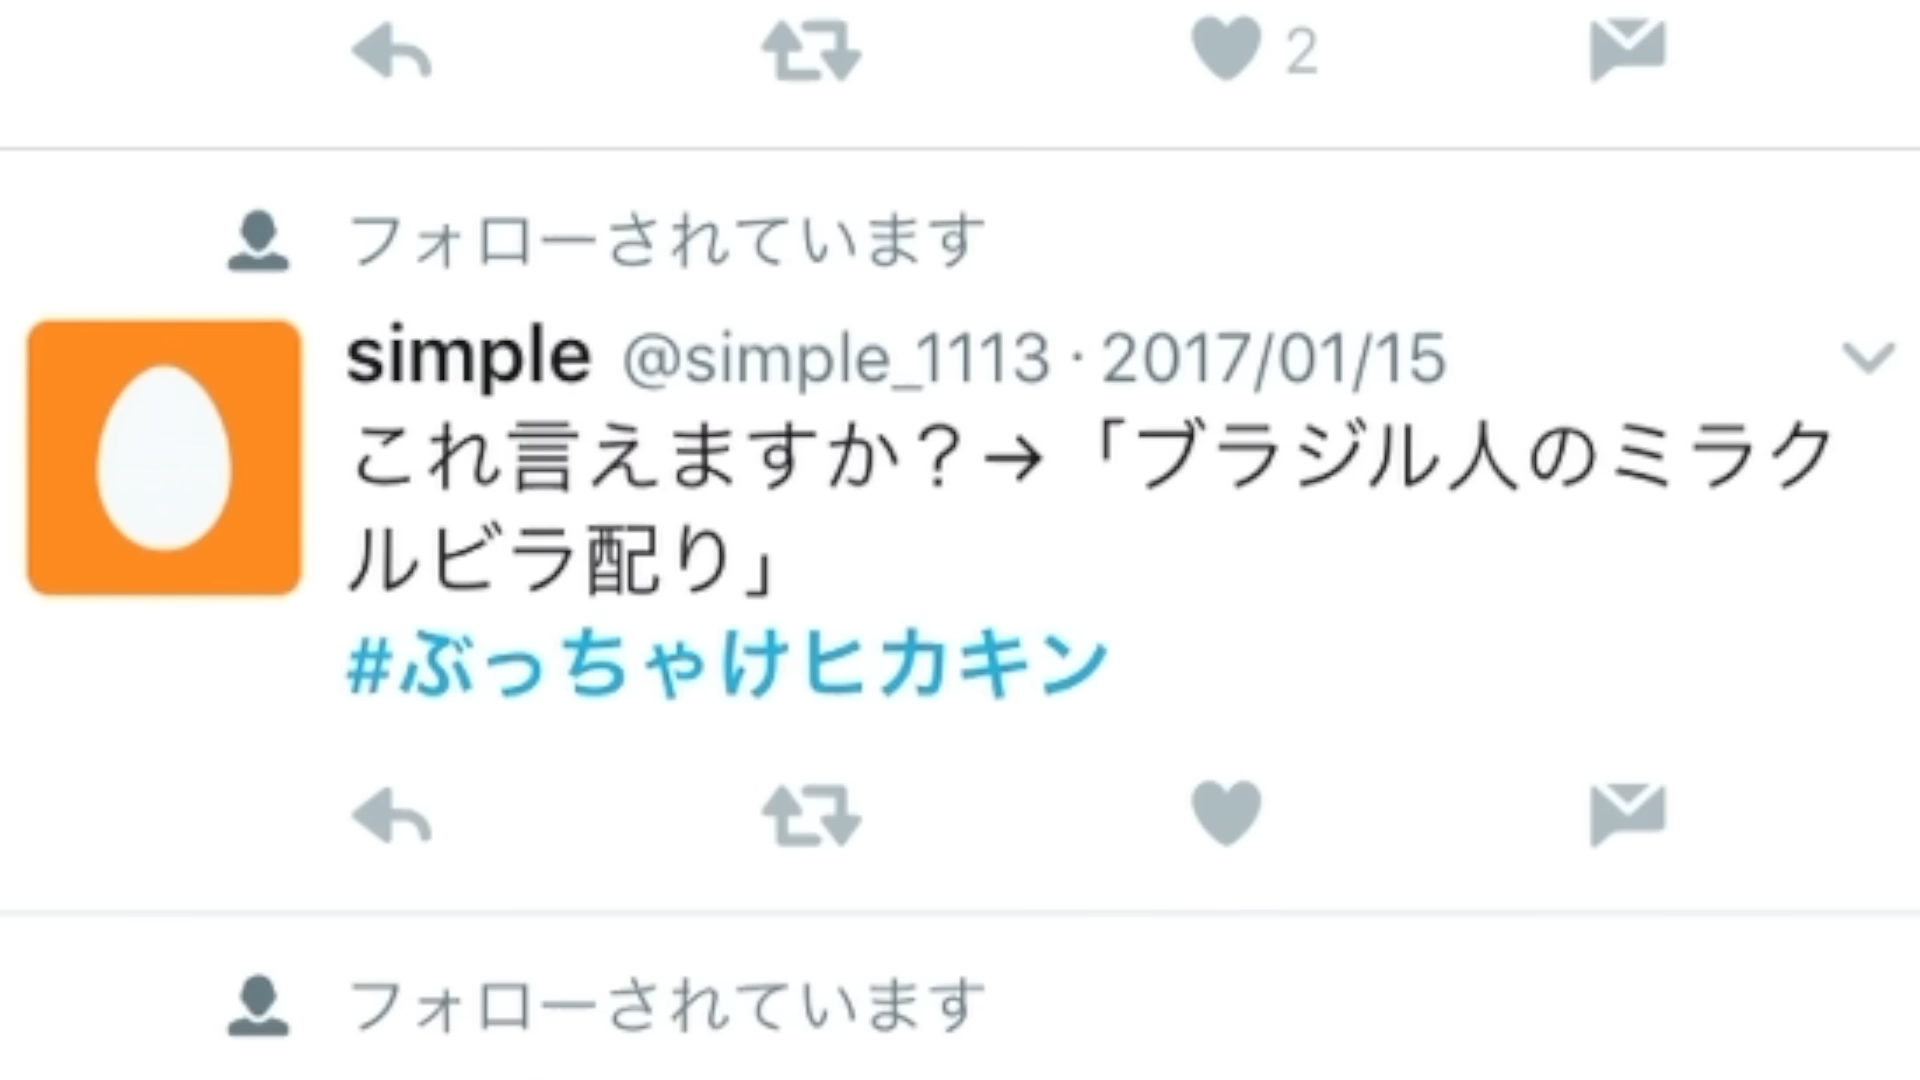 2
フォローされています
simple @simple_1113 · 2017/01/15
これ言えますか？→「ブラジル人のミラク
ルビラ配り」
#ぶっちゃけヒカキン
フォローされています